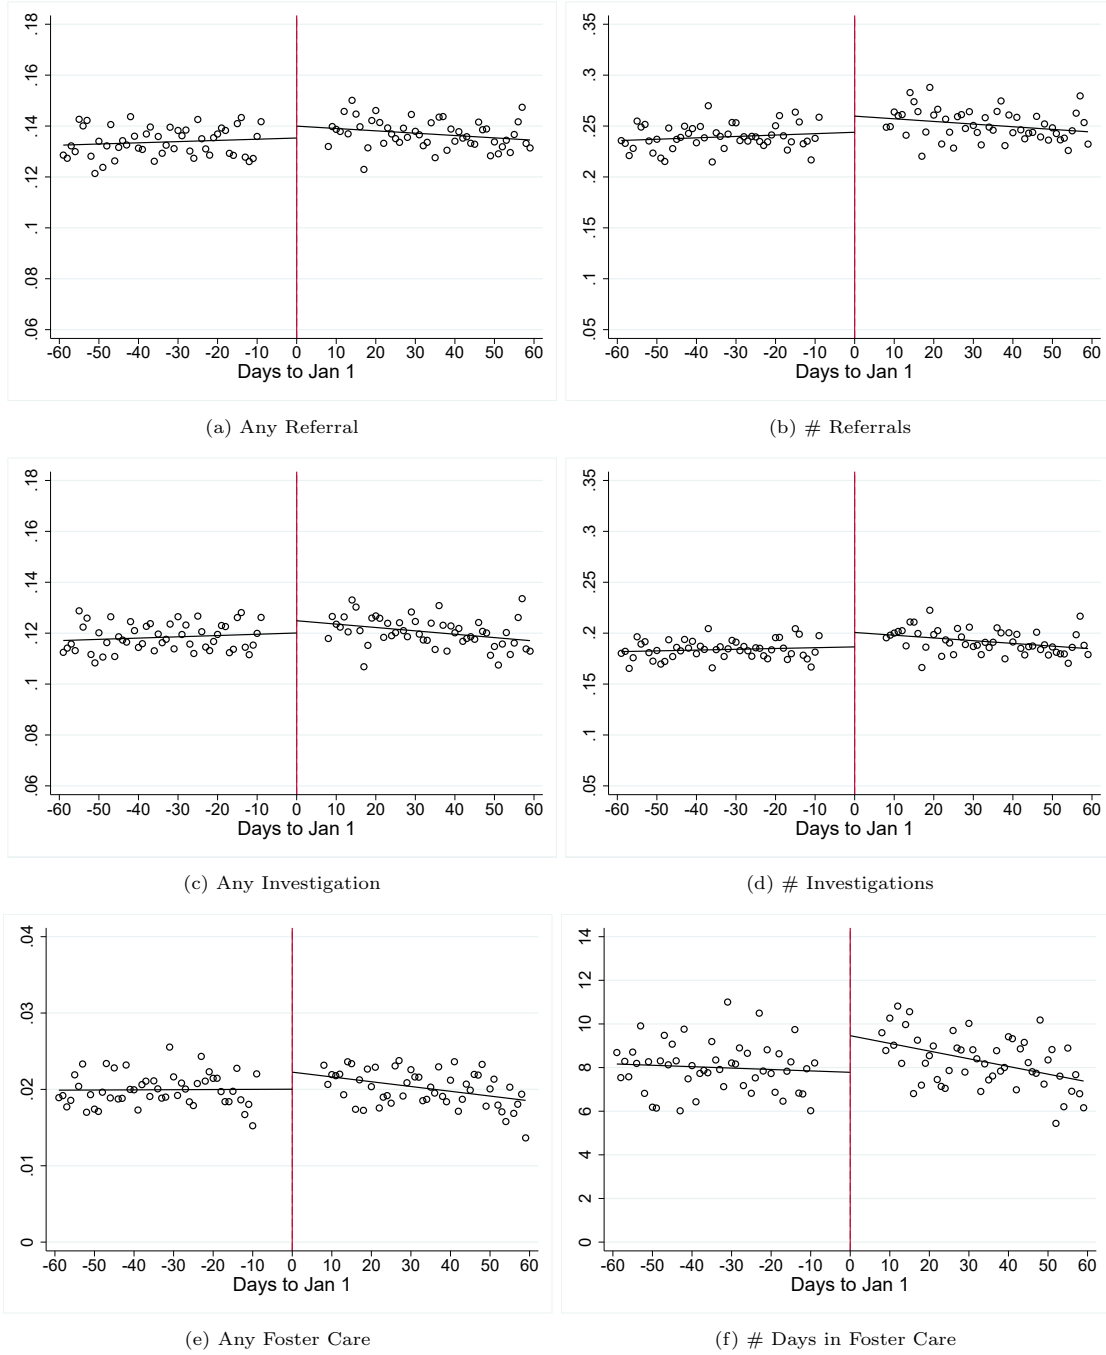 .18
.16
.14
.12
.1
.08
.06
-60 -50 -40 -30 -20 -10 0 10 20 30 40 50 60
Days to Jan 1
(a) Any Referral
.35
.3
.25
.2
.15
.1
.05
-60 -50 -40 -30 -20 -10 0 10 20 30 40 50 60
Days to Jan 1
(b) # Referrals
.18
.16
.14
.12
.1
.08
.06
-60 -50 -40 -30 -20 -10 0 10 20 30 40 50 60
Days to Jan 1
(c) Any Investigation
.35
.3
.25
.2
.15
.1
.05
-60 -50 -40 -30 -20 -10 0 10 20 30 40 50 60
Days to Jan 1
(d) # Investigations
.04
.03
.02
.01
0
-60 -50 -40 -30 -20 -10 0 10 20 30 40 50 60
Days to Jan 1
(e) Any Foster Care
14
12
10
8
6
4
2
0
-60 -50 -40 -30 -20 -10 0 10 20 30 40 50 60
Days to Jan 1
(f) # Days in Foster Care